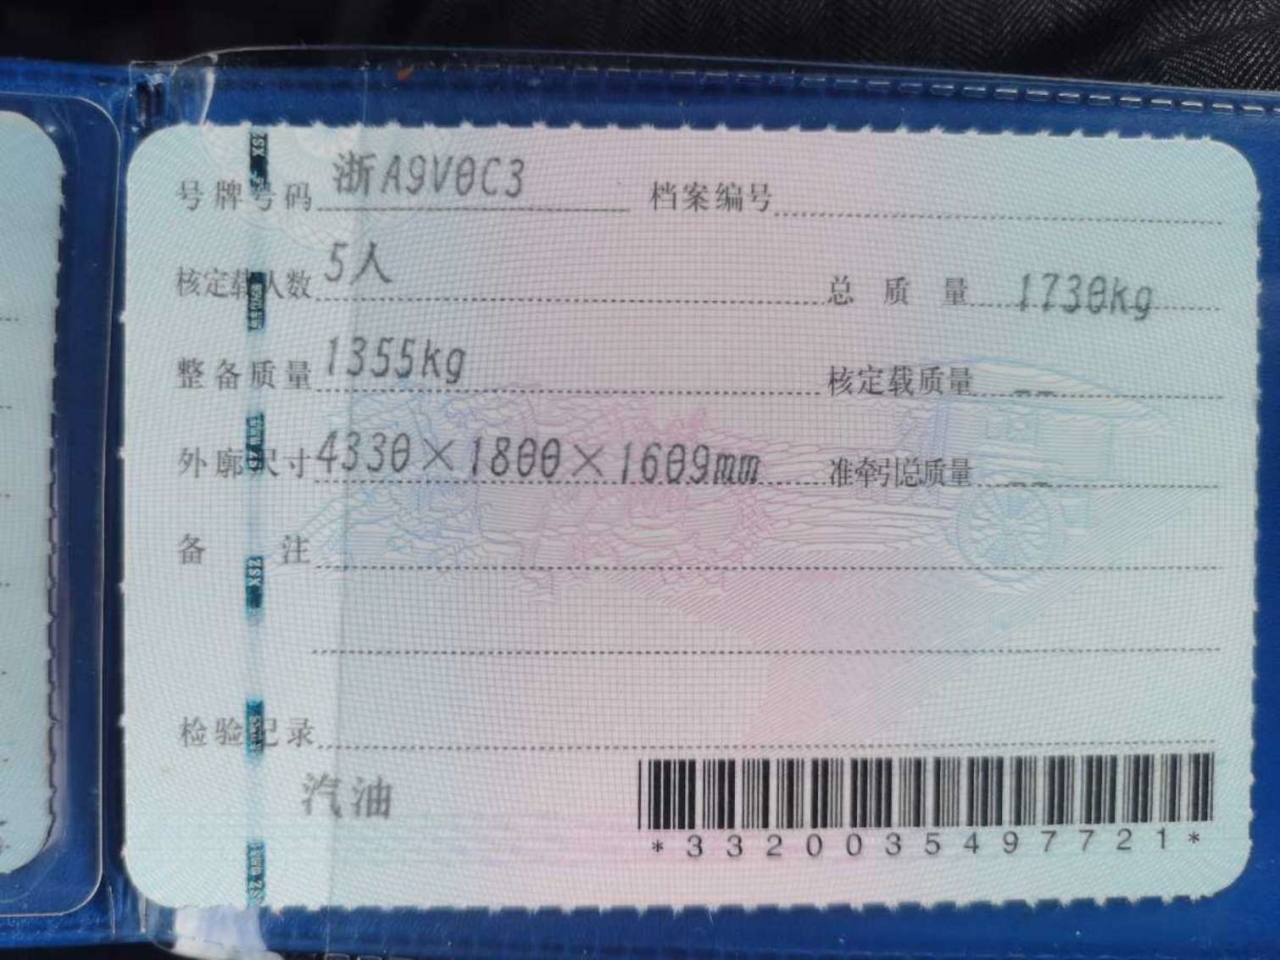 号牌号码 浙A9V0C3 档案编号
核定载人数 5人 总质量 1730kg
整备质量 1355kg 核定载质量 --
外廓尺寸 4330×1800×1609mm 准牵引总质量 --
备注
检验记录
汽油
*3320035497721*